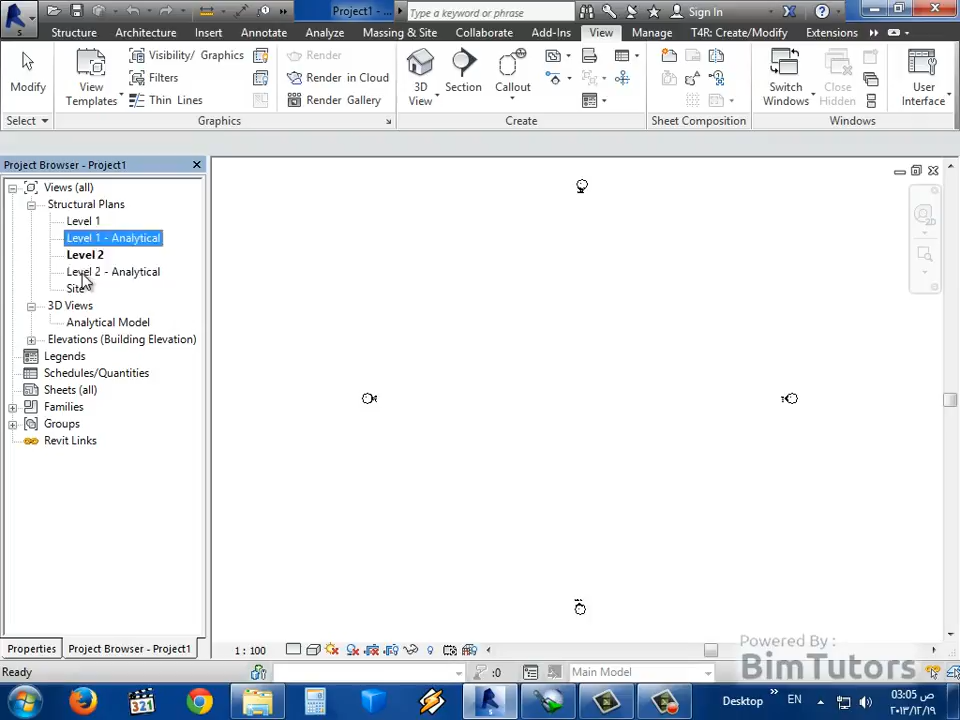 Project1 -...
Type a keyword or phrase
Sign In
Structure
Architecture
Insert
Annotate
Analyze
Massing & Site
Collaborate
Add-Ins
View
Manage
T4R: Create/Modify
Extensions
Modify
View
Templates
Visibility/ Graphics
Filters
Thin Lines
Render
Render in Cloud
Render Gallery
3D
View
Section
Callout
Switch
Windows
Close
Hidden
User
Interface
Select
Graphics
Create
Sheet Composition
Windows
Project Browser - Project1
Views (all)
Structural Plans
Level 1
Level 1 - Analytical
Level 2
Level 2 - Analytical
Site
3D Views
Analytical Model
Elevations (Building Elevation)
Legends
Schedules/Quantities
Sheets (all)
Families
Groups
Revit Links
Properties
Project Browser - Project1
1 : 100
Powered By :
BimTutors
Ready
:0
Main Model
321
Desktop
EN
03:05 ص
٢٠١٣/١٢/١٩